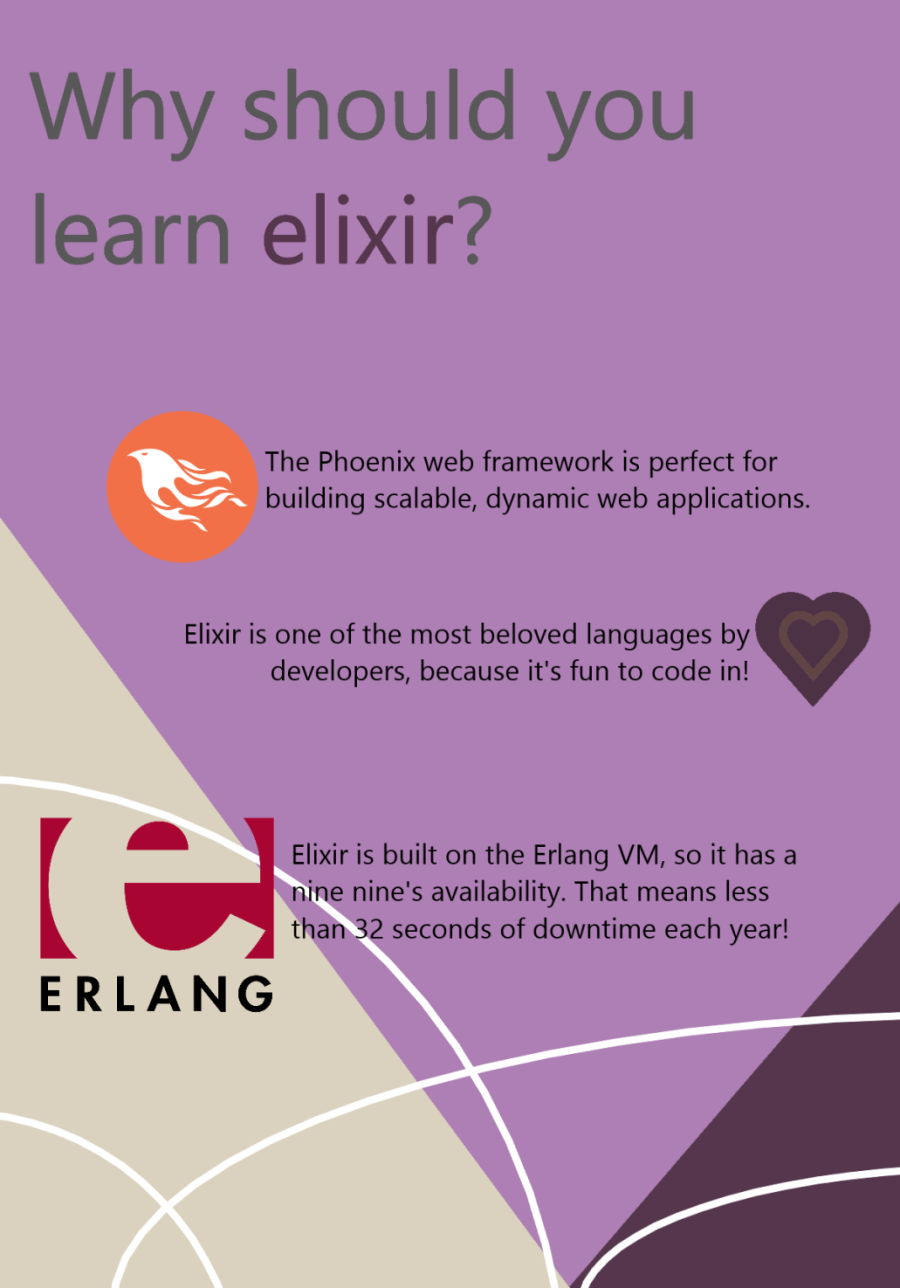 Why should you
learn elixir?
The Phoenix web framework is perfect for
building scalable, dynamic web applications.
Elixir is one of the most beloved languages by
developers, because it's fun to code in!
Elixir is built on the Erlang VM, so it has a
nine nine's availability. That means less
than 32 seconds of downtime each year!
e
ERLANG